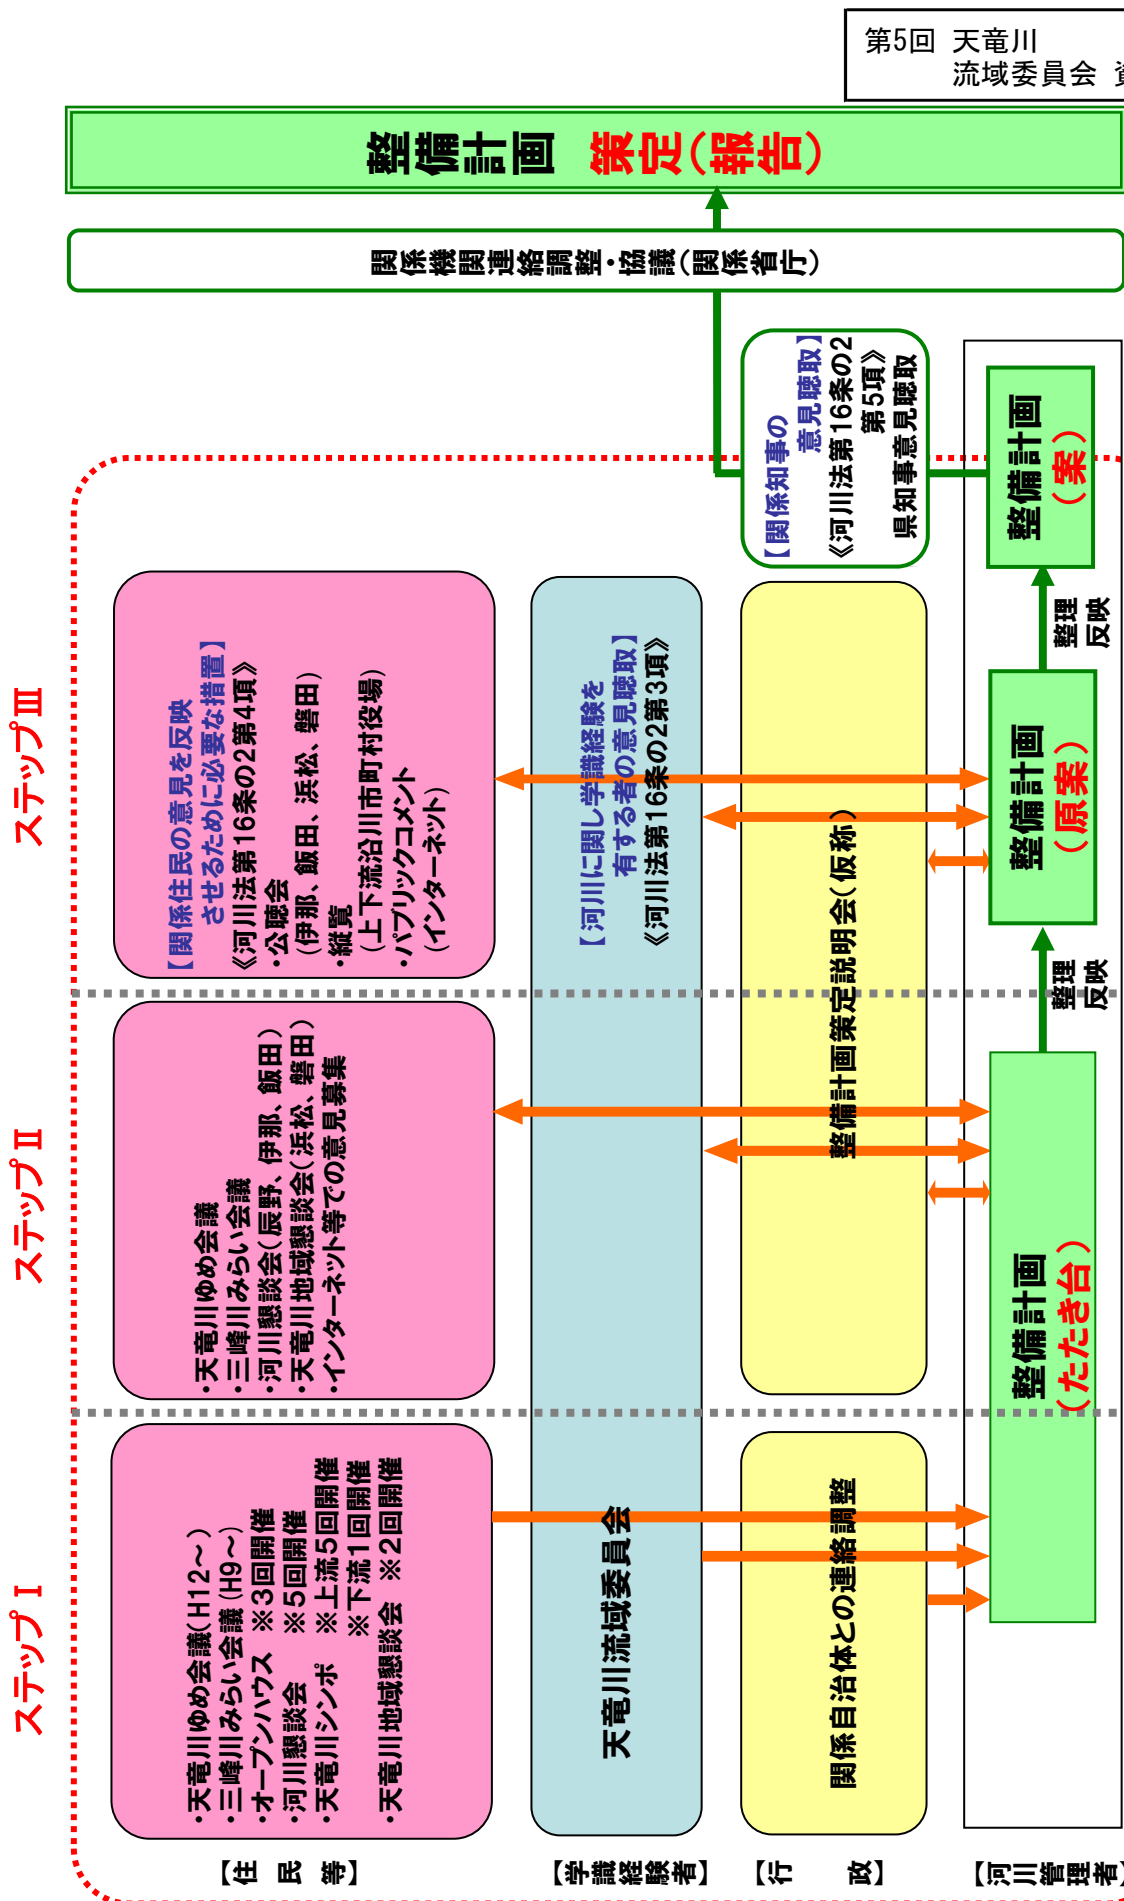 第5回 天竜川
流域委員会
ステップⅠ
ステップⅡ
ステップⅢ
【住民等】
・天竜川ゆめ会議(H12～)
・三峰川みらい会議(H9～)
・オープンハウス ※3回開催
・河川懇談会 ※5回開催
・天竜川シンポ ※上流5回開催
※下流1回開催
・天竜川地域懇談会 ※2回開催
・天竜川ゆめ会議
・三峰川みらい会議
・河川懇談会(辰野、伊那、飯田)
・天竜川地域懇談会(浜松、磐田)
・インターネット等での意見募集
【関係住民の意見を反映
させるために必要な措置】
《河川法第16条の2第4項》
・公聴会
(伊那、飯田、浜松、磐田)
・縦覧
(上下流沿川市町村役場)
・パブリックコメント
(インターネット)
【学識経験者】
天竜川流域委員会
【河川に関し学識経験を
有する者の意見聴取】
《河川法第16条の2第3項》
【行政】
関係自治体との連絡調整
整備計画策定説明会(仮称)
【関係知事の
意見聴取】
《河川法第16条の2
第5項》
県知事意見聴取
【河川管理者】
整備計画
(たたき台)
整理
反映
整備計画
(原案)
整理
反映
整備計画
(案)
関係機関連絡調整・協議(関係省庁)
整備計画 策定(報告)